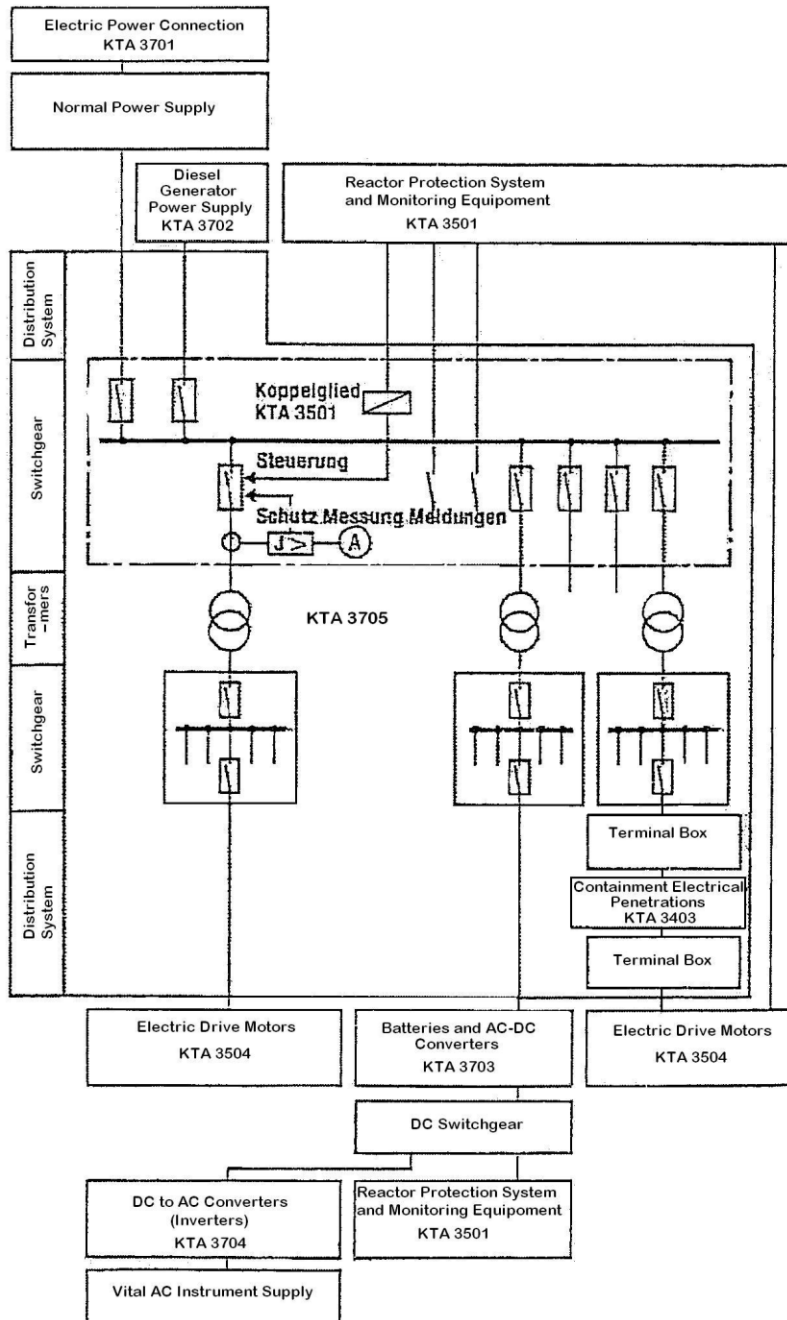 Electric Power Connection
KTA 3701
Normal Power Supply
Diesel
Generator
Power Supply
KTA 3702
Reactor Protection System
and Monitoring Equipoment
KTA 3501
Distribution
System
Switchgear
Koppelglied
KTA 3501
Steuerung
Schutz Messung Meldungen
J>
A
Transfor
-mers
KTA 3705
Switchgear
Distribution
System
Terminal Box
Containment Electrical
Penetrations
KTA 3403
Terminal Box
Electric Drive Motors
KTA 3504
Batteries and AC-DC
Converters
KTA 3703
Electric Drive Motors
KTA 3504
DC Switchgear
DC to AC Converters
(Inverters)
KTA 3704
Reactor Protection System
and Monitoring Equipoment
KTA 3501
Vital AC Instrument Supply